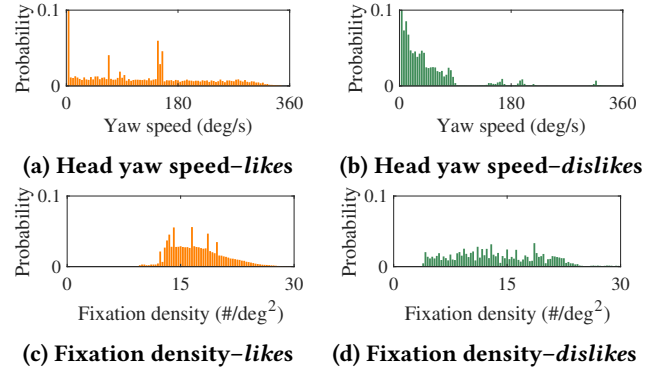 0.1
Probability
0
0
180
360
Yaw speed (deg/s)
(a) Head yaw speed–likes
0.1
Probability
0
0
180
360
Yaw speed (deg/s)
(b) Head yaw speed–dislikes
0.1
Probability
0
0
15
30
Fixation density (#/deg²)
(c) Fixation density–likes
0.1
Probability
0
0
15
30
Fixation density (#/deg²)
(d) Fixation density–dislikes